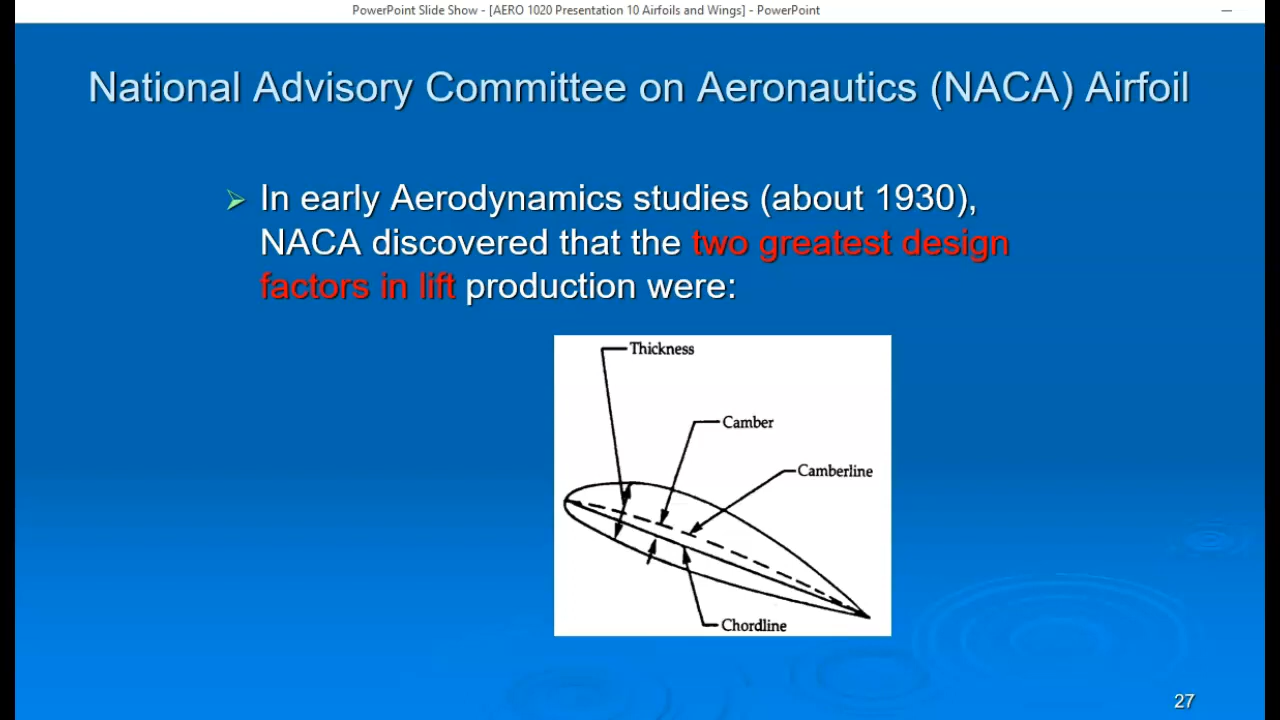 PowerPoint Slide Show - [AERO 1020 Presentation 10 Airfoils and Wings] - PowerPoint
National Advisory Committee on Aeronautics (NACA) Airfoil
In early Aerodynamics studies (about 1930),
NACA discovered that the two greatest design
factors in lift production were:
Thickness
Camber
Camberline
Chordline
27